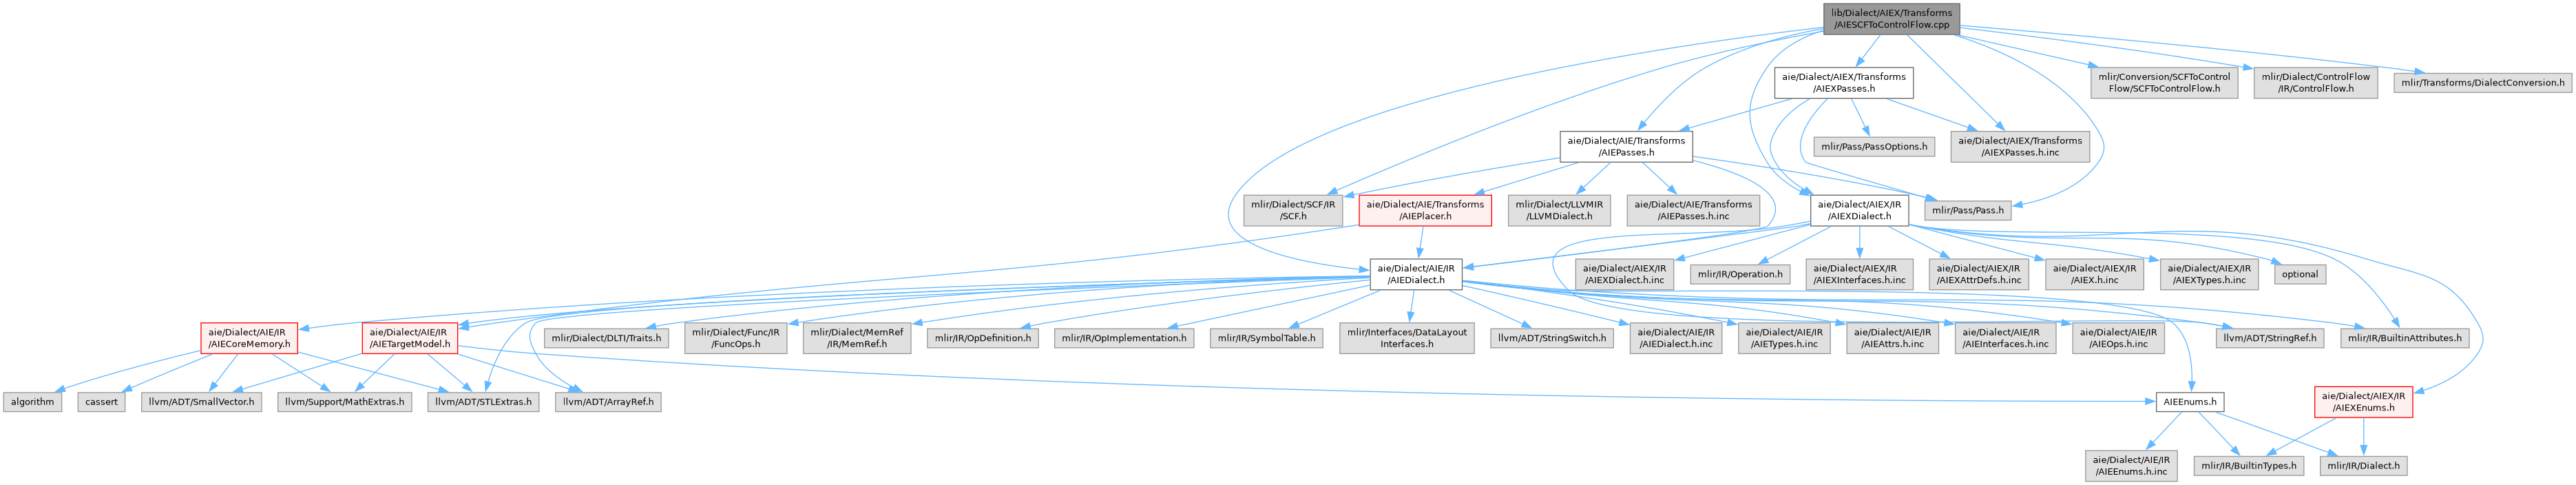 lib/Dialect/AIEX/Transforms
/AIESCFToControlFlow.cpp
aie/Dialect/AIEX/Transforms
/AIEXPasses.h
mlir/Conversion/SCFToControl
Flow/SCFToControlFlow.h
mlir/Dialect/ControlFlow
/IR/ControlFlow.h
mlir/Transforms/DialectConversion.h
aie/Dialect/AIE/Transforms
/AIEPasses.h
mlir/Pass/PassOptions.h
aie/Dialect/AIEX/Transforms
/AIEXPasses.h.inc
mlir/Dialect/SCF/IR
/SCF.h
aie/Dialect/AIE/Transforms
/AIEPlacer.h
mlir/Dialect/LLVMIR
/LLVMDialect.h
aie/Dialect/AIE/Transforms
/AIEPasses.h.inc
aie/Dialect/AIEX/IR
/AIEXDialect.h
mlir/Pass/Pass.h
aie/Dialect/AIE/IR
/AIEDialect.h
aie/Dialect/AIEX/IR
/AIEXDialect.h.inc
mlir/IR/Operation.h
aie/Dialect/AIEX/IR
/AIEXInterfaces.h.inc
aie/Dialect/AIEX/IR
/AIEXAttrDefs.h.inc
aie/Dialect/AIEX/IR
/AIEX.h.inc
aie/Dialect/AIEX/IR
/AIEXTypes.h.inc
optional
aie/Dialect/AIE/IR
/AIECoreMemory.h
aie/Dialect/AIE/IR
/AIETargetModel.h
mlir/Dialect/DLTI/Traits.h
mlir/Dialect/Func/IR
/FuncOps.h
mlir/Dialect/MemRef
/IR/MemRef.h
mlir/IR/OpDefinition.h
mlir/IR/OpImplementation.h
mlir/IR/SymbolTable.h
mlir/Interfaces/DataLayout
Interfaces.h
llvm/ADT/StringSwitch.h
aie/Dialect/AIE/IR
/AIEDialect.h.inc
aie/Dialect/AIE/IR
/AIETypes.h.inc
aie/Dialect/AIE/IR
/AIEAttrs.h.inc
aie/Dialect/AIE/IR
/AIEInterfaces.h.inc
aie/Dialect/AIE/IR
/AIEOps.h.inc
llvm/ADT/StringRef.h
mlir/IR/BuiltinAttributes.h
algorithm
cassert
llvm/ADT/SmallVector.h
llvm/Support/MathExtras.h
llvm/ADT/STLExtras.h
llvm/ADT/ArrayRef.h
AIEEnums.h
aie/Dialect/AIEX/IR
/AIEXEnums.h
aie/Dialect/AIE/IR
/AIEEnums.h.inc
mlir/IR/BuiltinTypes.h
mlir/IR/Dialect.h